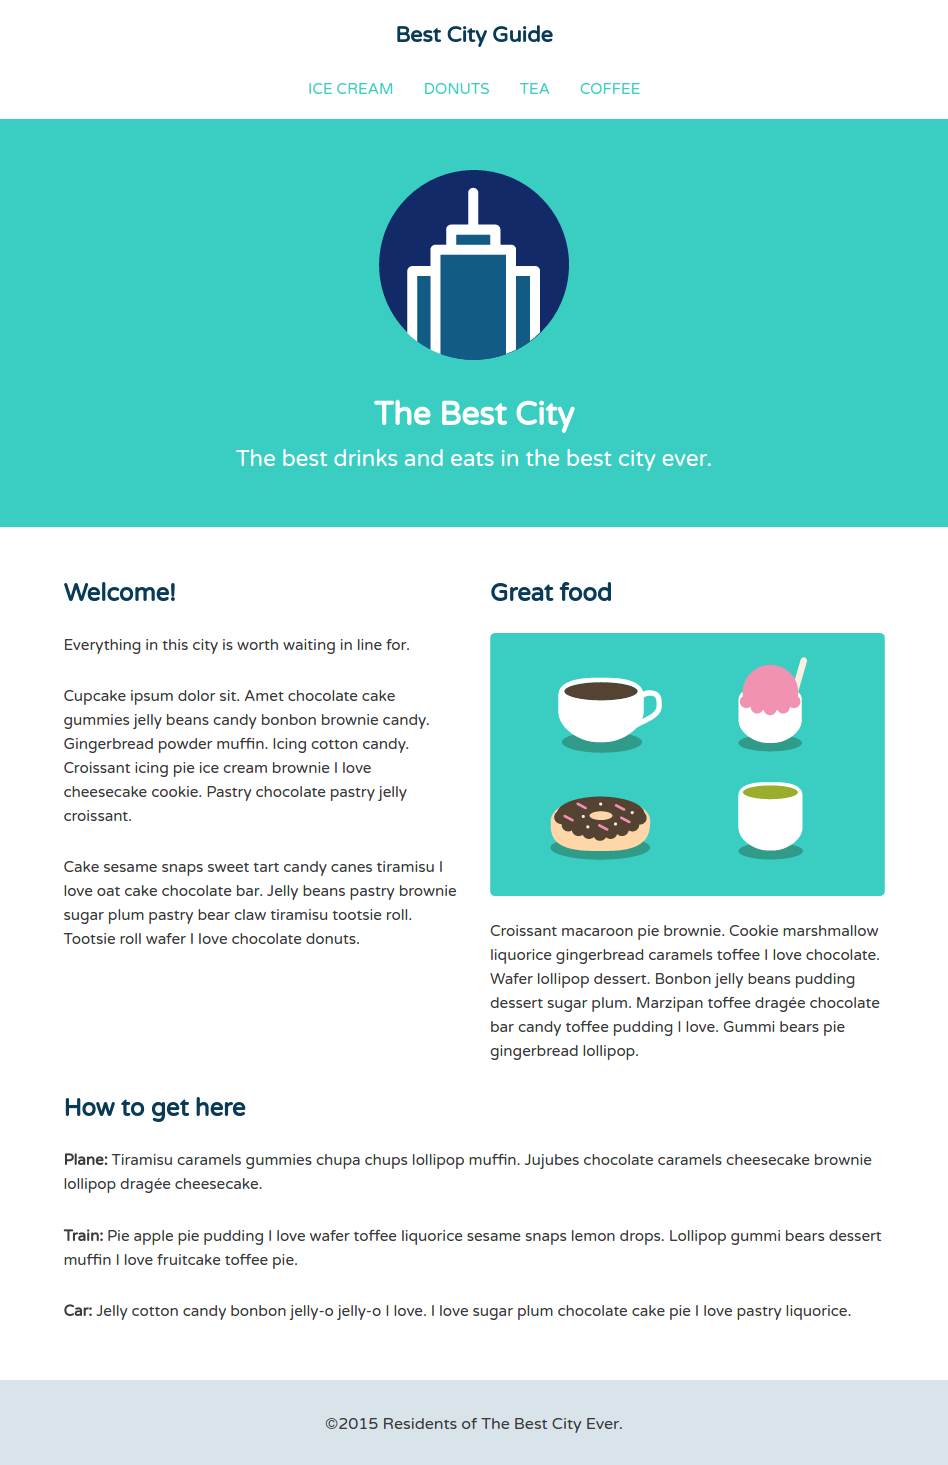 Best City Guide
ICE CREAM DONUTS TEA COFFEE
The Best City
The best drinks and eats in the best city ever.
Welcome!
Everything in this city is worth waiting in line for.
Cupcake ipsum dolor sit. Amet chocolate cake
gummies jelly beans candy bonbon brownie candy.
Gingerbread powder muffin. Icing cotton candy.
Croissant icing pie ice cream brownie I love
cheesecake cookie. Pastry chocolate pastry jelly
croissant.
Cake sesame snaps sweet tart candy canes tiramisu I
love oat cake chocolate bar. Jelly beans pastry brownie
sugar plum pastry bear claw tiramisu tootsie roll.
Tootsie roll wafer I love chocolate donuts.
Great food
Croissant macaroon pie brownie. Cookie marshmallow
liquorice gingerbread caramels toffee I love chocolate.
Wafer lollipop dessert. Bonbon jelly beans pudding
dessert sugar plum. Marzipan toffee dragée chocolate
bar candy toffee pudding I love. Gummi bears pie
gingerbread lollipop.
How to get here
Plane: Tiramisu caramels gummies chupa chups lollipop muffin. Jujubes chocolate caramels cheesecake brownie
lollipop dragée cheesecake.
Train: Pie apple pie pudding I love wafer toffee liquorice sesame snaps lemon drops. Lollipop gummi bears dessert
muffin I love fruitcake toffee pie.
Car: Jelly cotton candy bonbon jelly-o jelly-o I love. I love sugar plum chocolate cake pie I love pastry liquorice.
©2015 Residents of The Best City Ever.